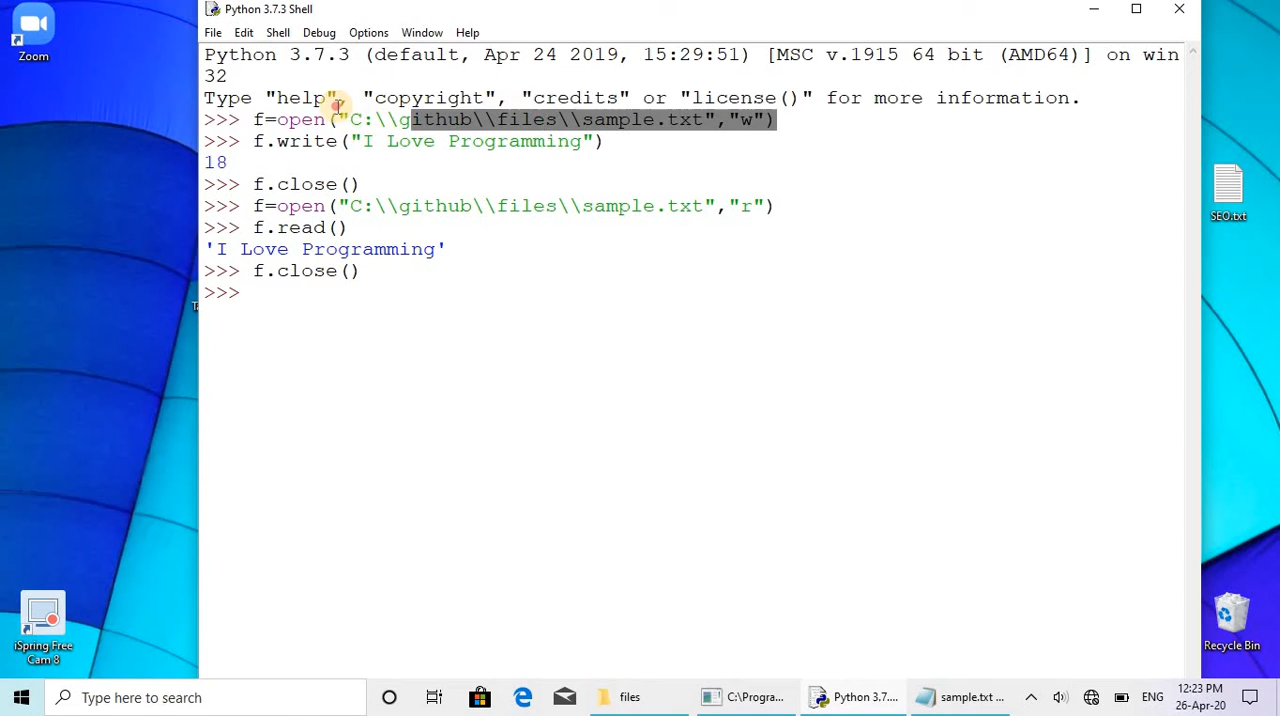 Zoom
Python 3.7.3 Shell
File Edit Shell Debug Options Window Help
Python 3.7.3 (default, Apr 24 2019, 15:29:51) [MSC v.1915 64 bit (AMD64)] on win
32
Type "help", "copyright", "credits" or "license()" for more information.
>>> f=open("C:\\github\\files\\sample.txt","w")
>>> f.write("I Love Programming")
18
>>> f.close()
>>> f=open("C:\\github\\files\\sample.txt","r")
>>> f.read()
'I Love Programming'
>>> f.close()
>>>
SEO.txt
iSpring Free
Cam 8
Recycle Bin
Type here to search
files
C:\Progra...
Python 3.7....
sample.txt ...
ENG
12:23 PM
26-Apr-20